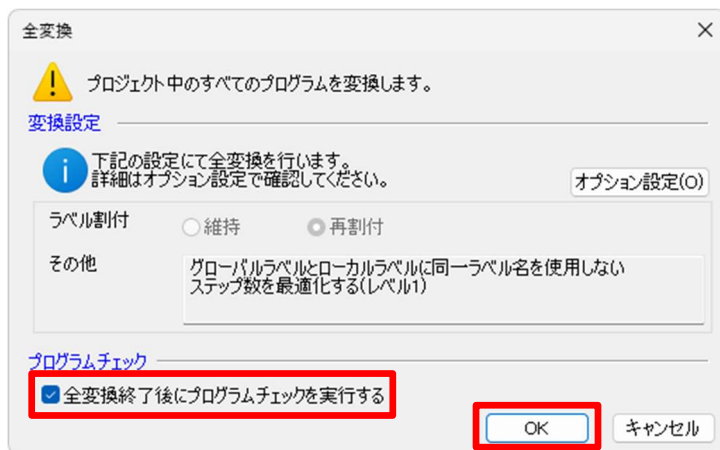 全変換
プロジェクト中のすべてのプログラムを変換します。
変換設定
下記の設定にて全変換を行います。
詳細はオプション設定で確認してください。
オプション設定(O)
ラベル割付
維持
再割付
その他
グローバルラベルとローカルラベルに同一ラベル名を使用しない
ステップ数を最適化する(レベル1)
プログラムチェック
全変換終了後にプログラムチェックを実行する
OK
キャンセル